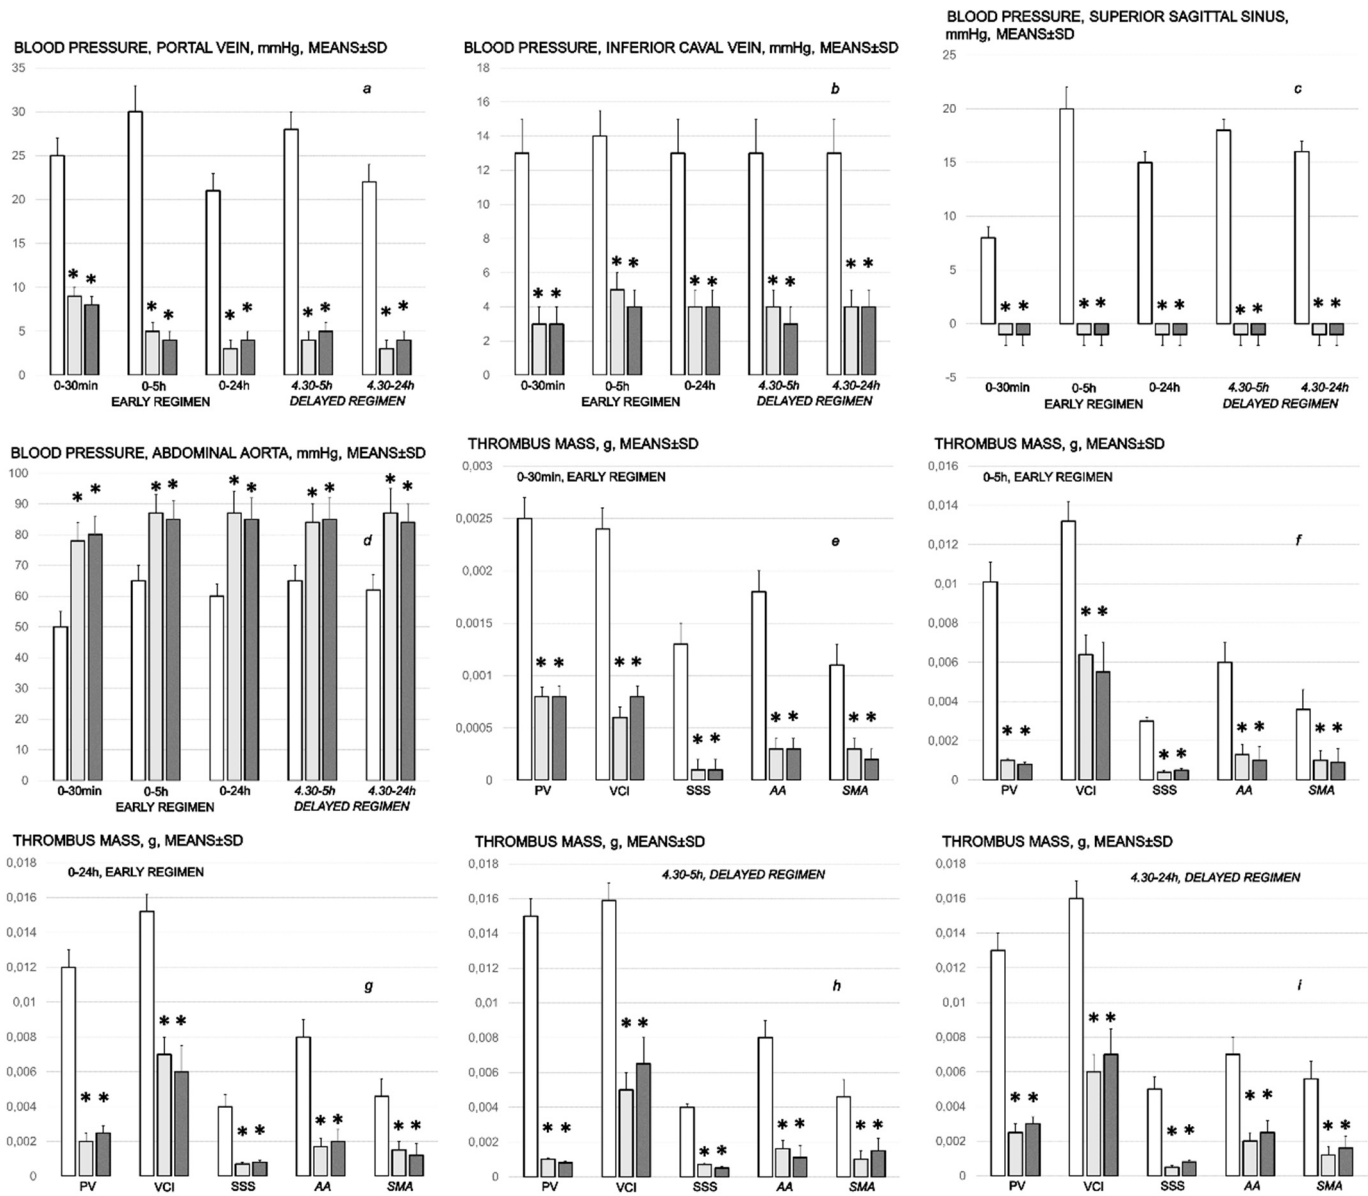 BLOOD PRESSURE, PORTAL VEIN, mmHg, MEANS±SD
35
30
25
20
15
10
5
0
a
* * * * * * * * * *
0-30min 0-5h 0-24h 4.30-5h 4.30-24h
EARLY REGIMEN DELAYED REGIMEN
BLOOD PRESSURE, INFERIOR CAVAL VEIN, mmHg, MEANS±SD
18
16
14
12
10
8
6
4
2
0
b
* * * * * * * * * *
0-30min 0-5h 0-24h 4.30-5h 4.30-24h
EARLY REGIMEN DELAYED REGIMEN
BLOOD PRESSURE, SUPERIOR SAGITTAL SINUS,
mmHg, MEANS±SD
25
20
15
10
5
0
-5
c
* * * * * * * * * *
0-30min 0-5h 0-24h 4.30-5h 4.30-24h
EARLY REGIMEN DELAYED REGIMEN
BLOOD PRESSURE, ABDOMINAL AORTA, mmHg, MEANS±SD
100
90
80
70
60
50
40
30
20
10
0
d
* * * * * * * * * *
0-30min 0-5h 0-24h 4.30-5h 4.30-24h
EARLY REGIMEN DELAYED REGIMEN
THROMBUS MASS, g, MEANS±SD
0-30min, EARLY REGIMEN
0,003
0,0025
0,002
0,0015
0,001
0,0005
0
e
* * * * * * * * * *
PV VCI SSS AA SMA
THROMBUS MASS, g, MEANS±SD
0-5h, EARLY REGIMEN
0,016
0,014
0,012
0,01
0,008
0,006
0,004
0,002
0
f
* * * * * * * * * *
PV VCI SSS AA SMA
THROMBUS MASS, g, MEANS±SD
0-24h, EARLY REGIMEN
0,018
0,016
0,014
0,012
0,01
0,008
0,006
0,004
0,002
0
g
* * * * * * * * * *
PV VCI SSS AA SMA
THROMBUS MASS, g, MEANS±SD
4.30-5h, DELAYED REGIMEN
0,018
0,016
0,014
0,012
0,01
0,008
0,006
0,004
0,002
0
h
* * * * * * * * * *
PV VCI SSS AA SMA
THROMBUS MASS, g, MEANS±SD
4.30-24h, DELAYED REGIMEN
0,018
0,016
0,014
0,012
0,01
0,008
0,006
0,004
0,002
0
i
* * * * * * * * * *
PV VCI SSS AA SMA